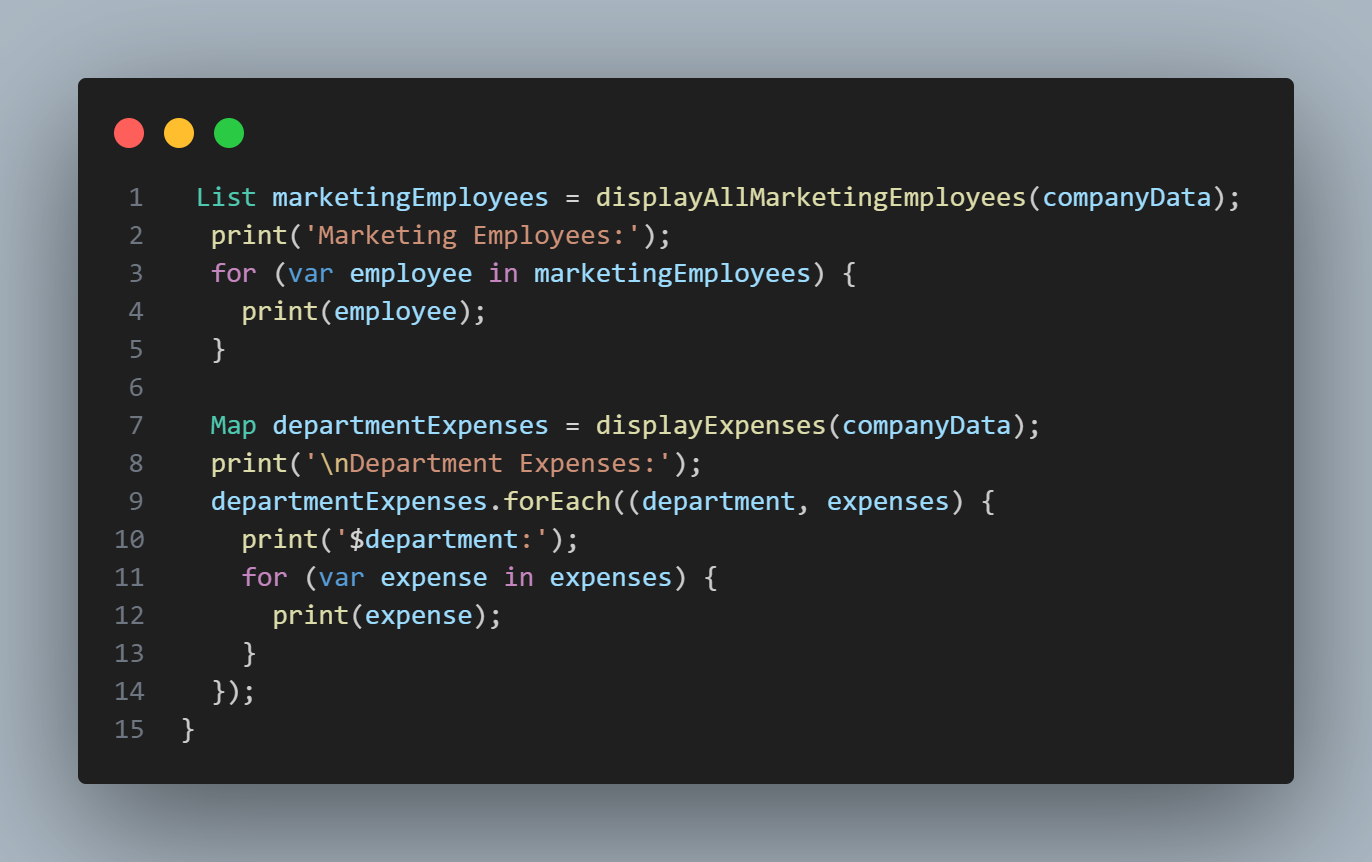 1 List marketingEmployees = displayAllMarketingEmployees(companyData);
2 print('Marketing Employees:');
3 for (var employee in marketingEmployees) {
4 print(employee);
5 }
6
7 Map departmentExpenses = displayExpenses(companyData);
8 print('\nDepartment Expenses:');
9 departmentExpenses.forEach((department, expenses) {
10 print('$department:');
11 for (var expense in expenses) {
12 print(expense);
13 }
14 });
15 }